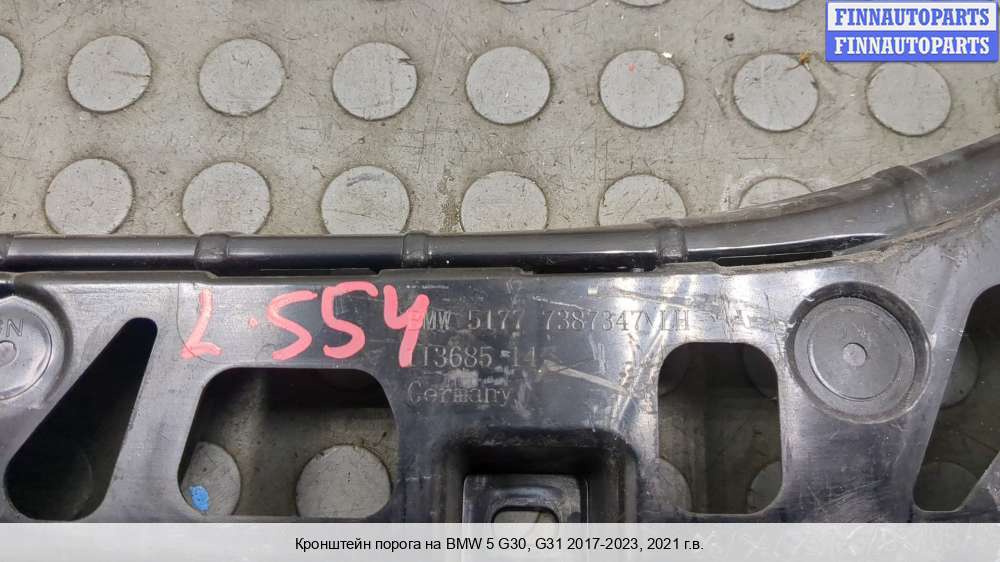 FINNAUTOPARTS
FINNAUTOPARTS
L.554
BMW 5177 7387347 LH
113685-14
Germany
Кронштейн порога на BMW 5 G30, G31 2017-2023, 2021 г.в.